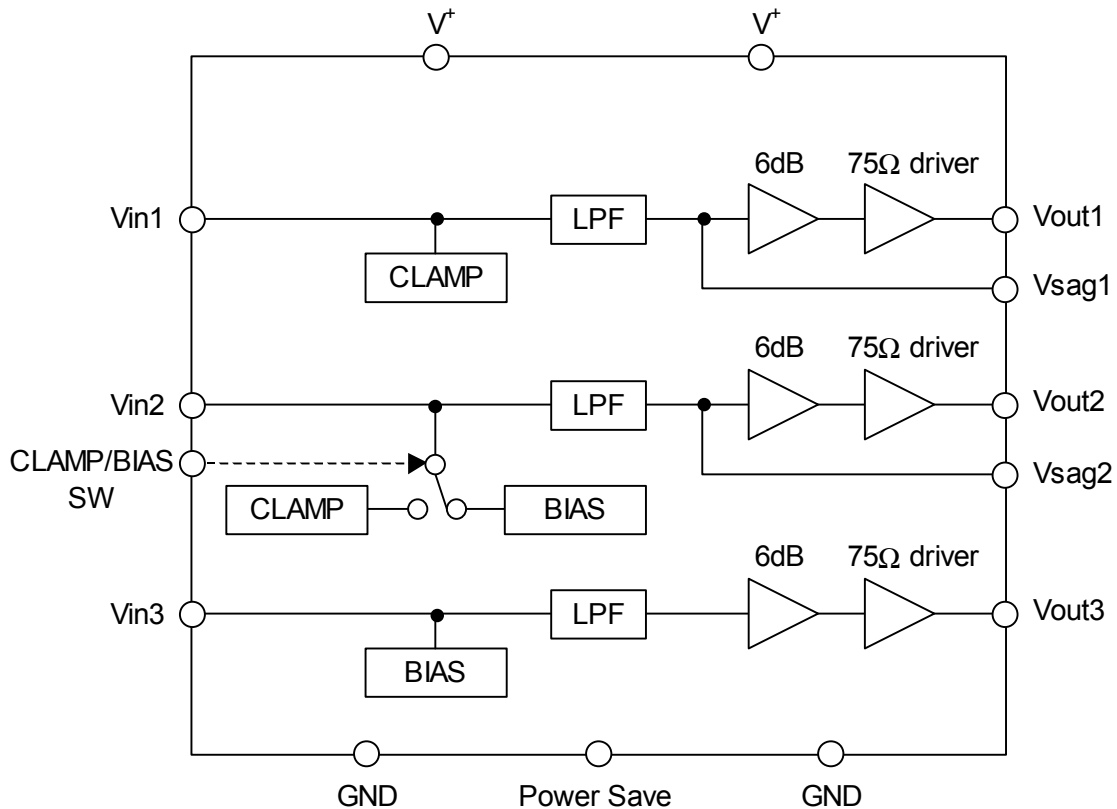 V+ V+
6dB 75Ω driver
Vin1 LPF Vout1
CLAMP Vsag1
6dB 75Ω driver
Vin2 LPF Vout2
CLAMP/BIAS Vsag2
SW
CLAMP BIAS
6dB 75Ω driver
Vin3 LPF Vout3
BIAS
GND Power Save GND